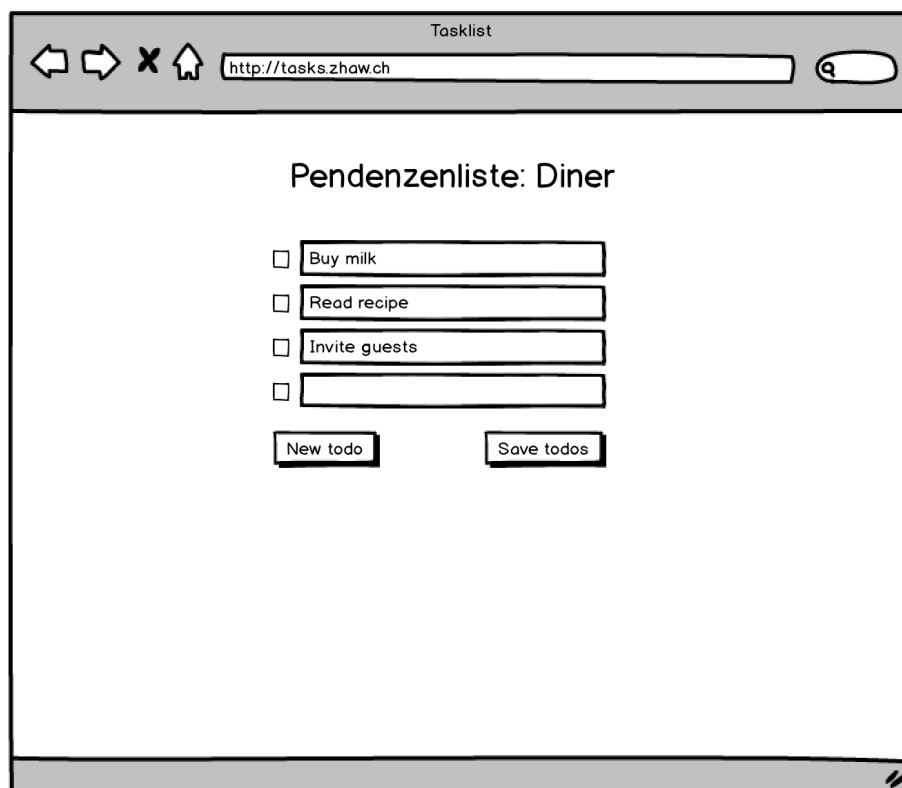 Tasklist
http://tasks.zhaw.ch
Pendenzenliste: Diner
Buy milk
Read recipe
Invite guests
New todo
Save todos